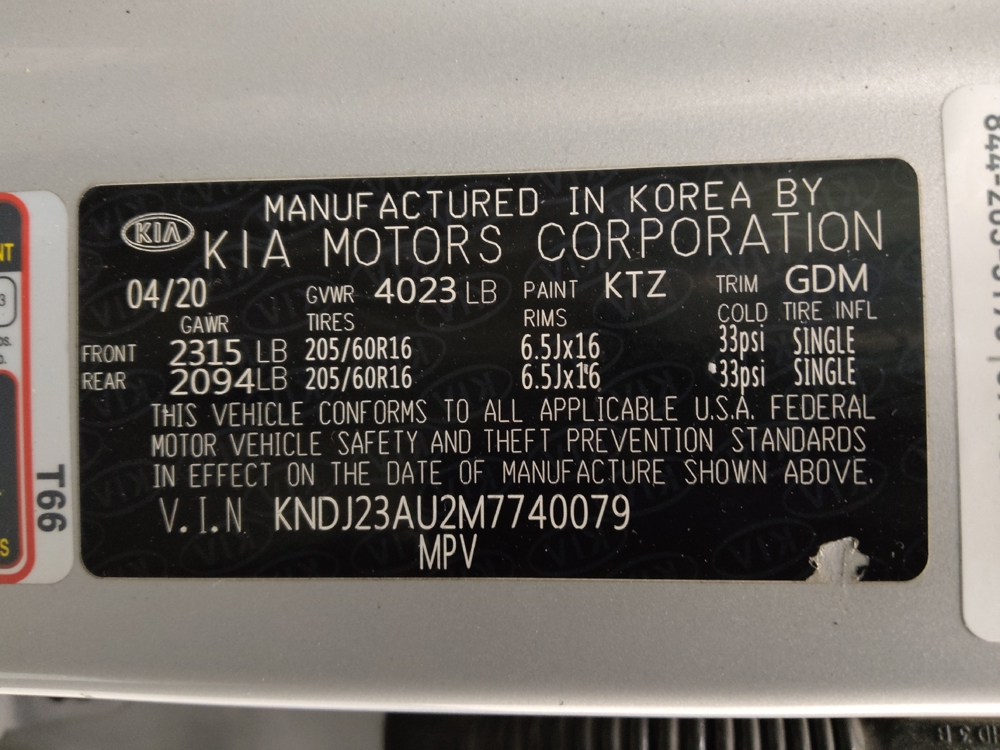 MANUFACTURED IN KOREA BY
KIA
KIA MOTORS CORPORATION
04/20 GVWR 4023 LB PAINT KTZ TRIM GDM
GAWR TIRES RIMS COLD TIRE INFL
FRONT 2315 LB 205/60R16 6.5Jx16 33psi SINGLE
REAR 2094LB 205/60R16 6.5Jx16 33psi SINGLE
THIS VEHICLE CONFORMS TO ALL APPLICABLE U.S.A. FEDERAL
MOTOR VEHICLE SAFETY AND THEFT PREVENTION STANDARDS
IN EFFECT ON THE DATE OF MANUFACTURE SHOWN ABOVE.
V.I.N KNDJ23AU2M7740079
MPV
T66